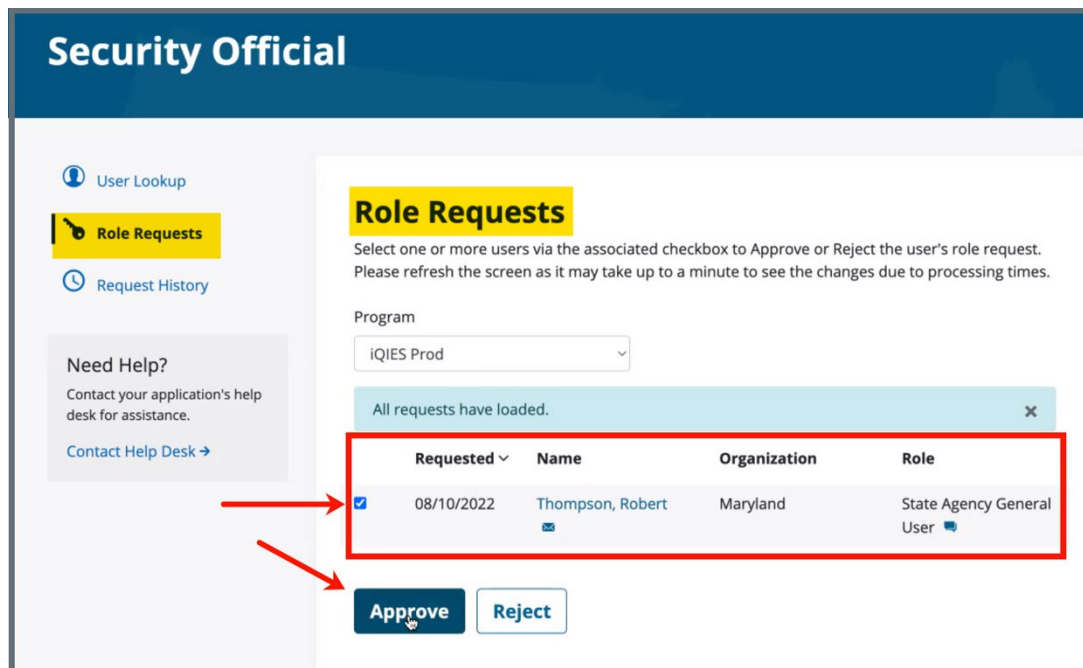 Security Official
User Lookup
Role Requests
Request History
Need Help?
Contact your application's help
desk for assistance.
Contact Help Desk →
Role Requests
Select one or more users via the associated checkbox to Approve or Reject the user's role request.
Please refresh the screen as it may take up to a minute to see the changes due to processing times.
Program
iQIES Prod
All requests have loaded.
Requested Name Organization Role
08/10/2022 Thompson, Robert Maryland State Agency General
User
Approve Reject